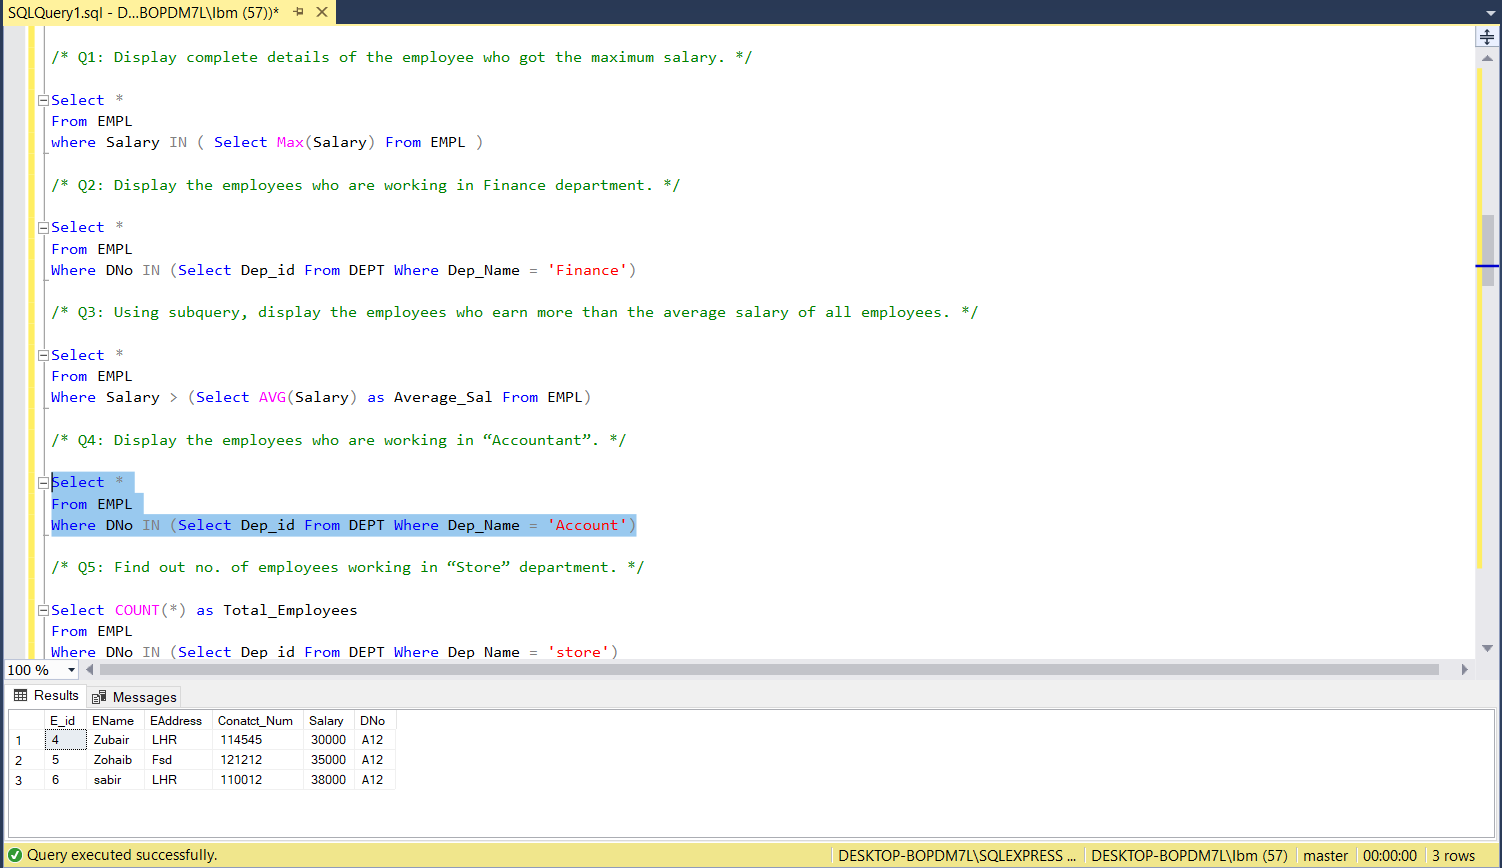 SQLQuery1.sql - D...BOPDM7L\Ibm (57))*
/* Q1: Display complete details of the employee who got the maximum salary. */
Select *
From EMPL
where Salary IN ( Select Max(Salary) From EMPL )
/* Q2: Display the employees who are working in Finance department. */
Select *
From EMPL
Where DNo IN (Select Dep_id From DEPT Where Dep_Name = 'Finance')
/* Q3: Using subquery, display the employees who earn more than the average salary of all employees. */
Select *
From EMPL
Where Salary > (Select AVG(Salary) as Average_Sal From EMPL)
/* Q4: Display the employees who are working in “Accountant”. */
Select *
From EMPL
Where DNo IN (Select Dep_id From DEPT Where Dep_Name = 'Account')
/* Q5: Find out no. of employees working in “Store” department. */
Select COUNT(*) as Total_Employees
From EMPL
Where DNo IN (Select Dep_id From DEPT Where Dep_Name = 'store')
100 %
Results Messages
E_id EName EAddress Conatct_Num Salary DNo
1 4 Zubair LHR 114545 30000 A12
2 5 Zohaib Fsd 121212 35000 A12
3 6 sabir LHR 110012 38000 A12
Query executed successfully. DESKTOP-BOPDM7L\SQLEXPRESS ... DESKTOP-BOPDM7L\Ibm (57) master 00:00:00 3 rows